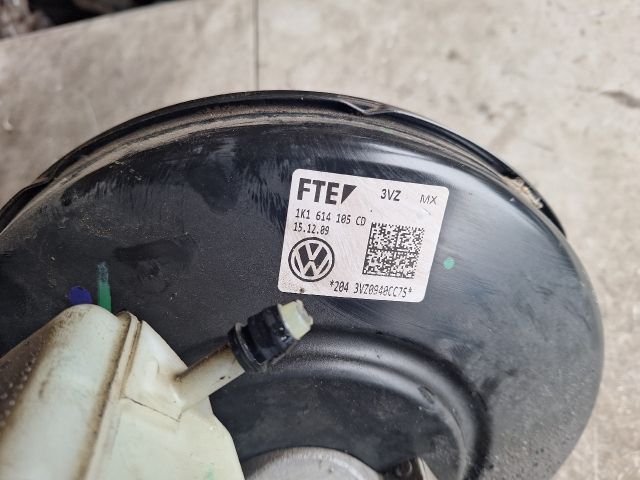 FTE 3VZ MX
1K1 614 105 CD
15.12.09
*204 3VZ0940CC75*